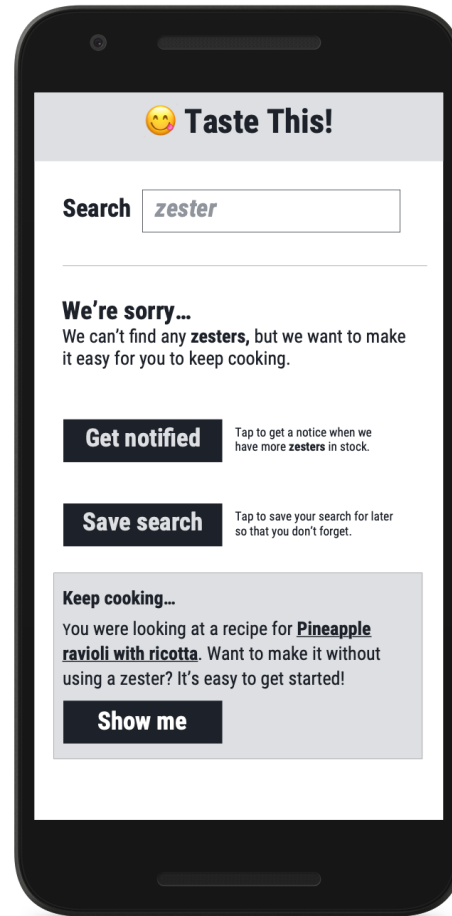 😋 Taste This!
Search zester
We’re sorry…
We can’t find any zesters, but we want to make
it easy for you to keep cooking.
Get notified
Tap to get a notice when we
have more zesters in stock.
Save search
Tap to save your search for later
so that you don’t forget.
Keep cooking…
You were looking at a recipe for Pineapple
ravioli with ricotta. Want to make it without
using a zester? It’s easy to get started!
Show me